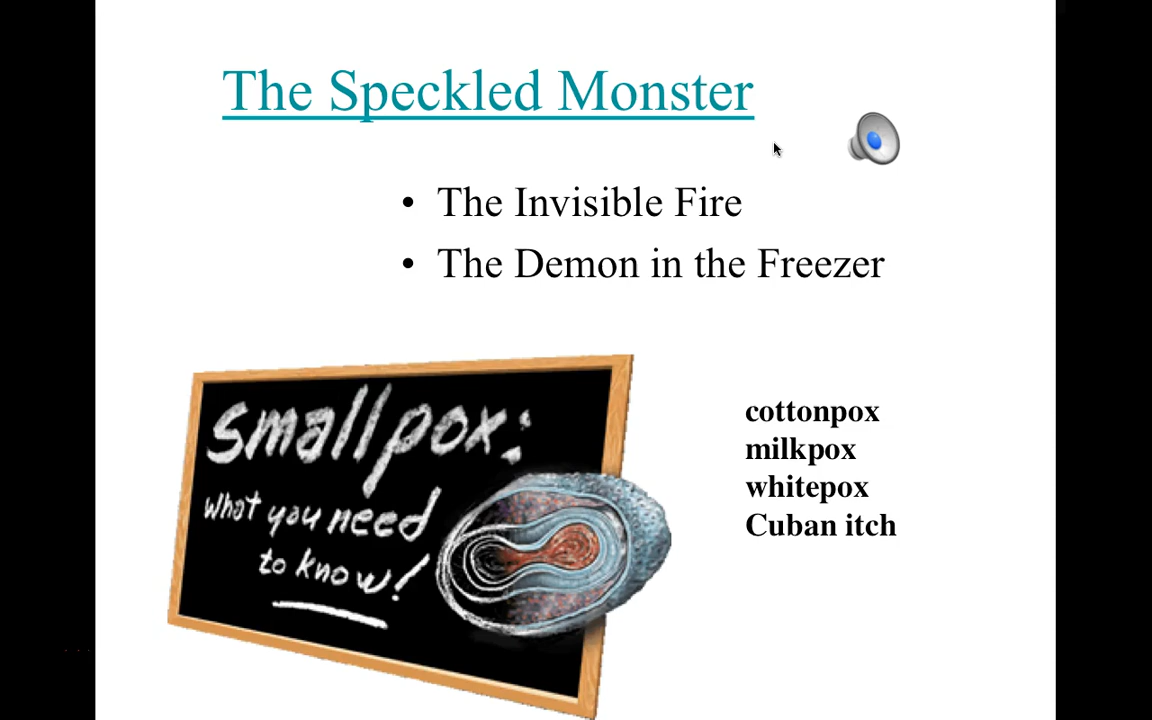 The Speckled Monster
• The Invisible Fire
• The Demon in the Freezer
smallpox:
what you need
to know!
cottonpox
milkpox
whitepox
Cuban itch